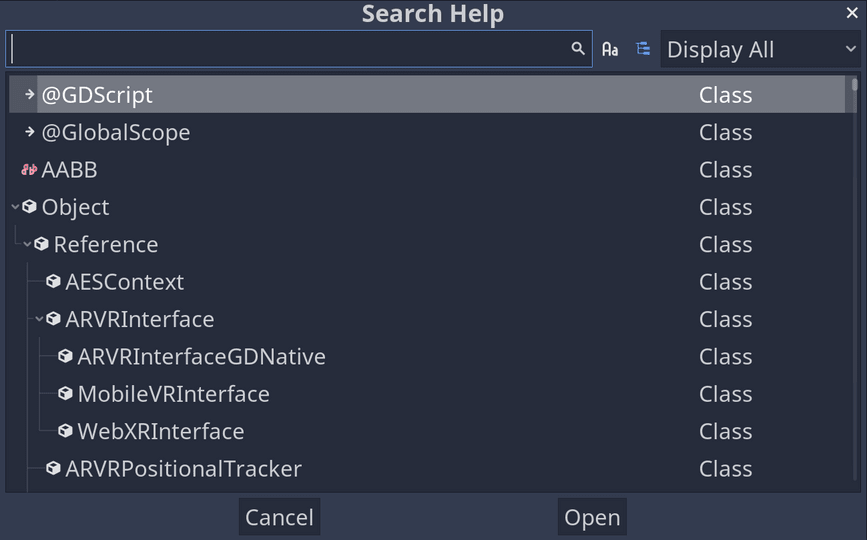 Search Help
Aa Display All
@GDScript Class
@GlobalScope Class
AABB Class
Object Class
Reference Class
AESContext Class
ARVRInterface Class
ARVRInterfaceGDNative Class
MobileVRInterface Class
WebXRInterface Class
ARVRPositionalTracker Class
Cancel Open